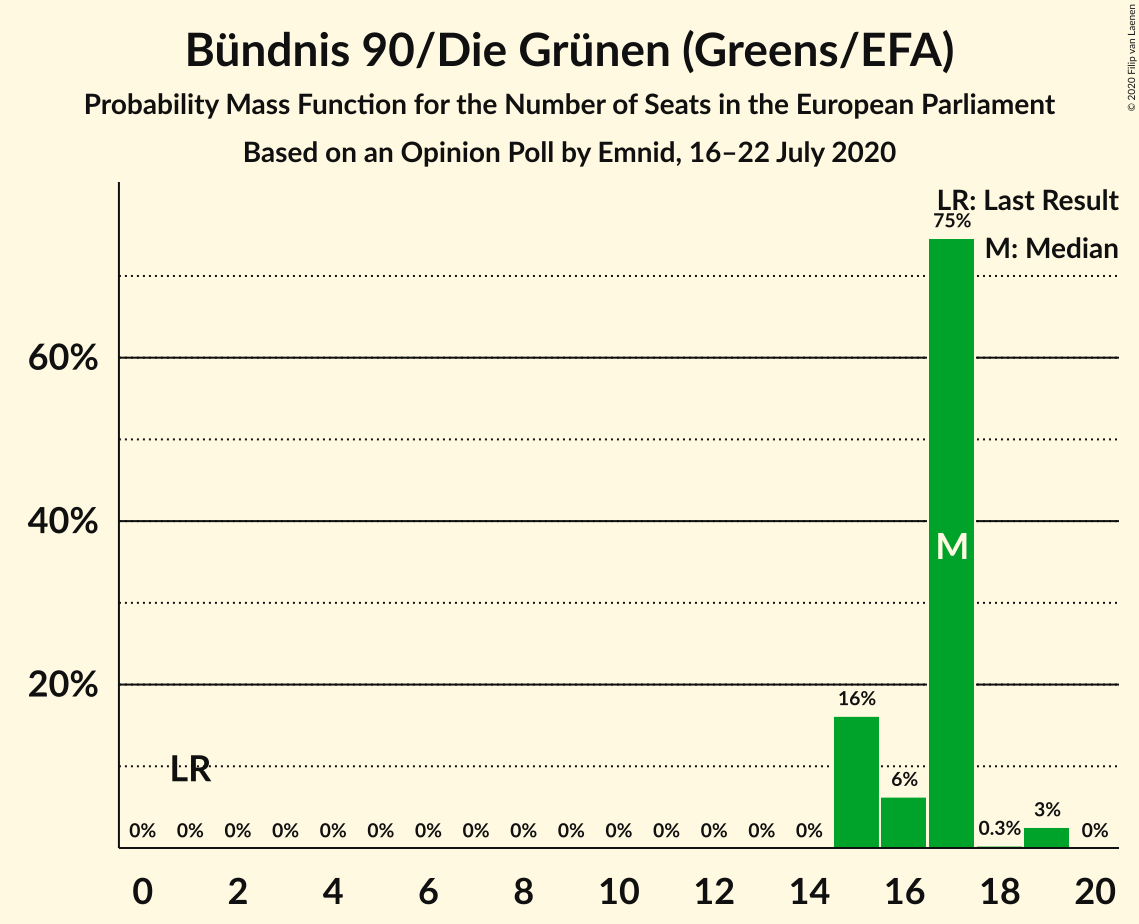 Bündnis 90/Die Grünen (Greens/EFA)
Probability Mass Function for the Number of Seats in the European Parliament
Based on an Opinion Poll by Emnid, 16–22 July 2020
© 2020 Filip van Laenen
LR: Last Result
75%
M: Median
60%
40%
M
20%
16%
LR
6%
3%
0% 0% 0% 0% 0% 0% 0% 0% 0% 0% 0% 0% 0% 0% 0% 0.3% 0%
0 2 4 6 8 10 12 14 16 18 20